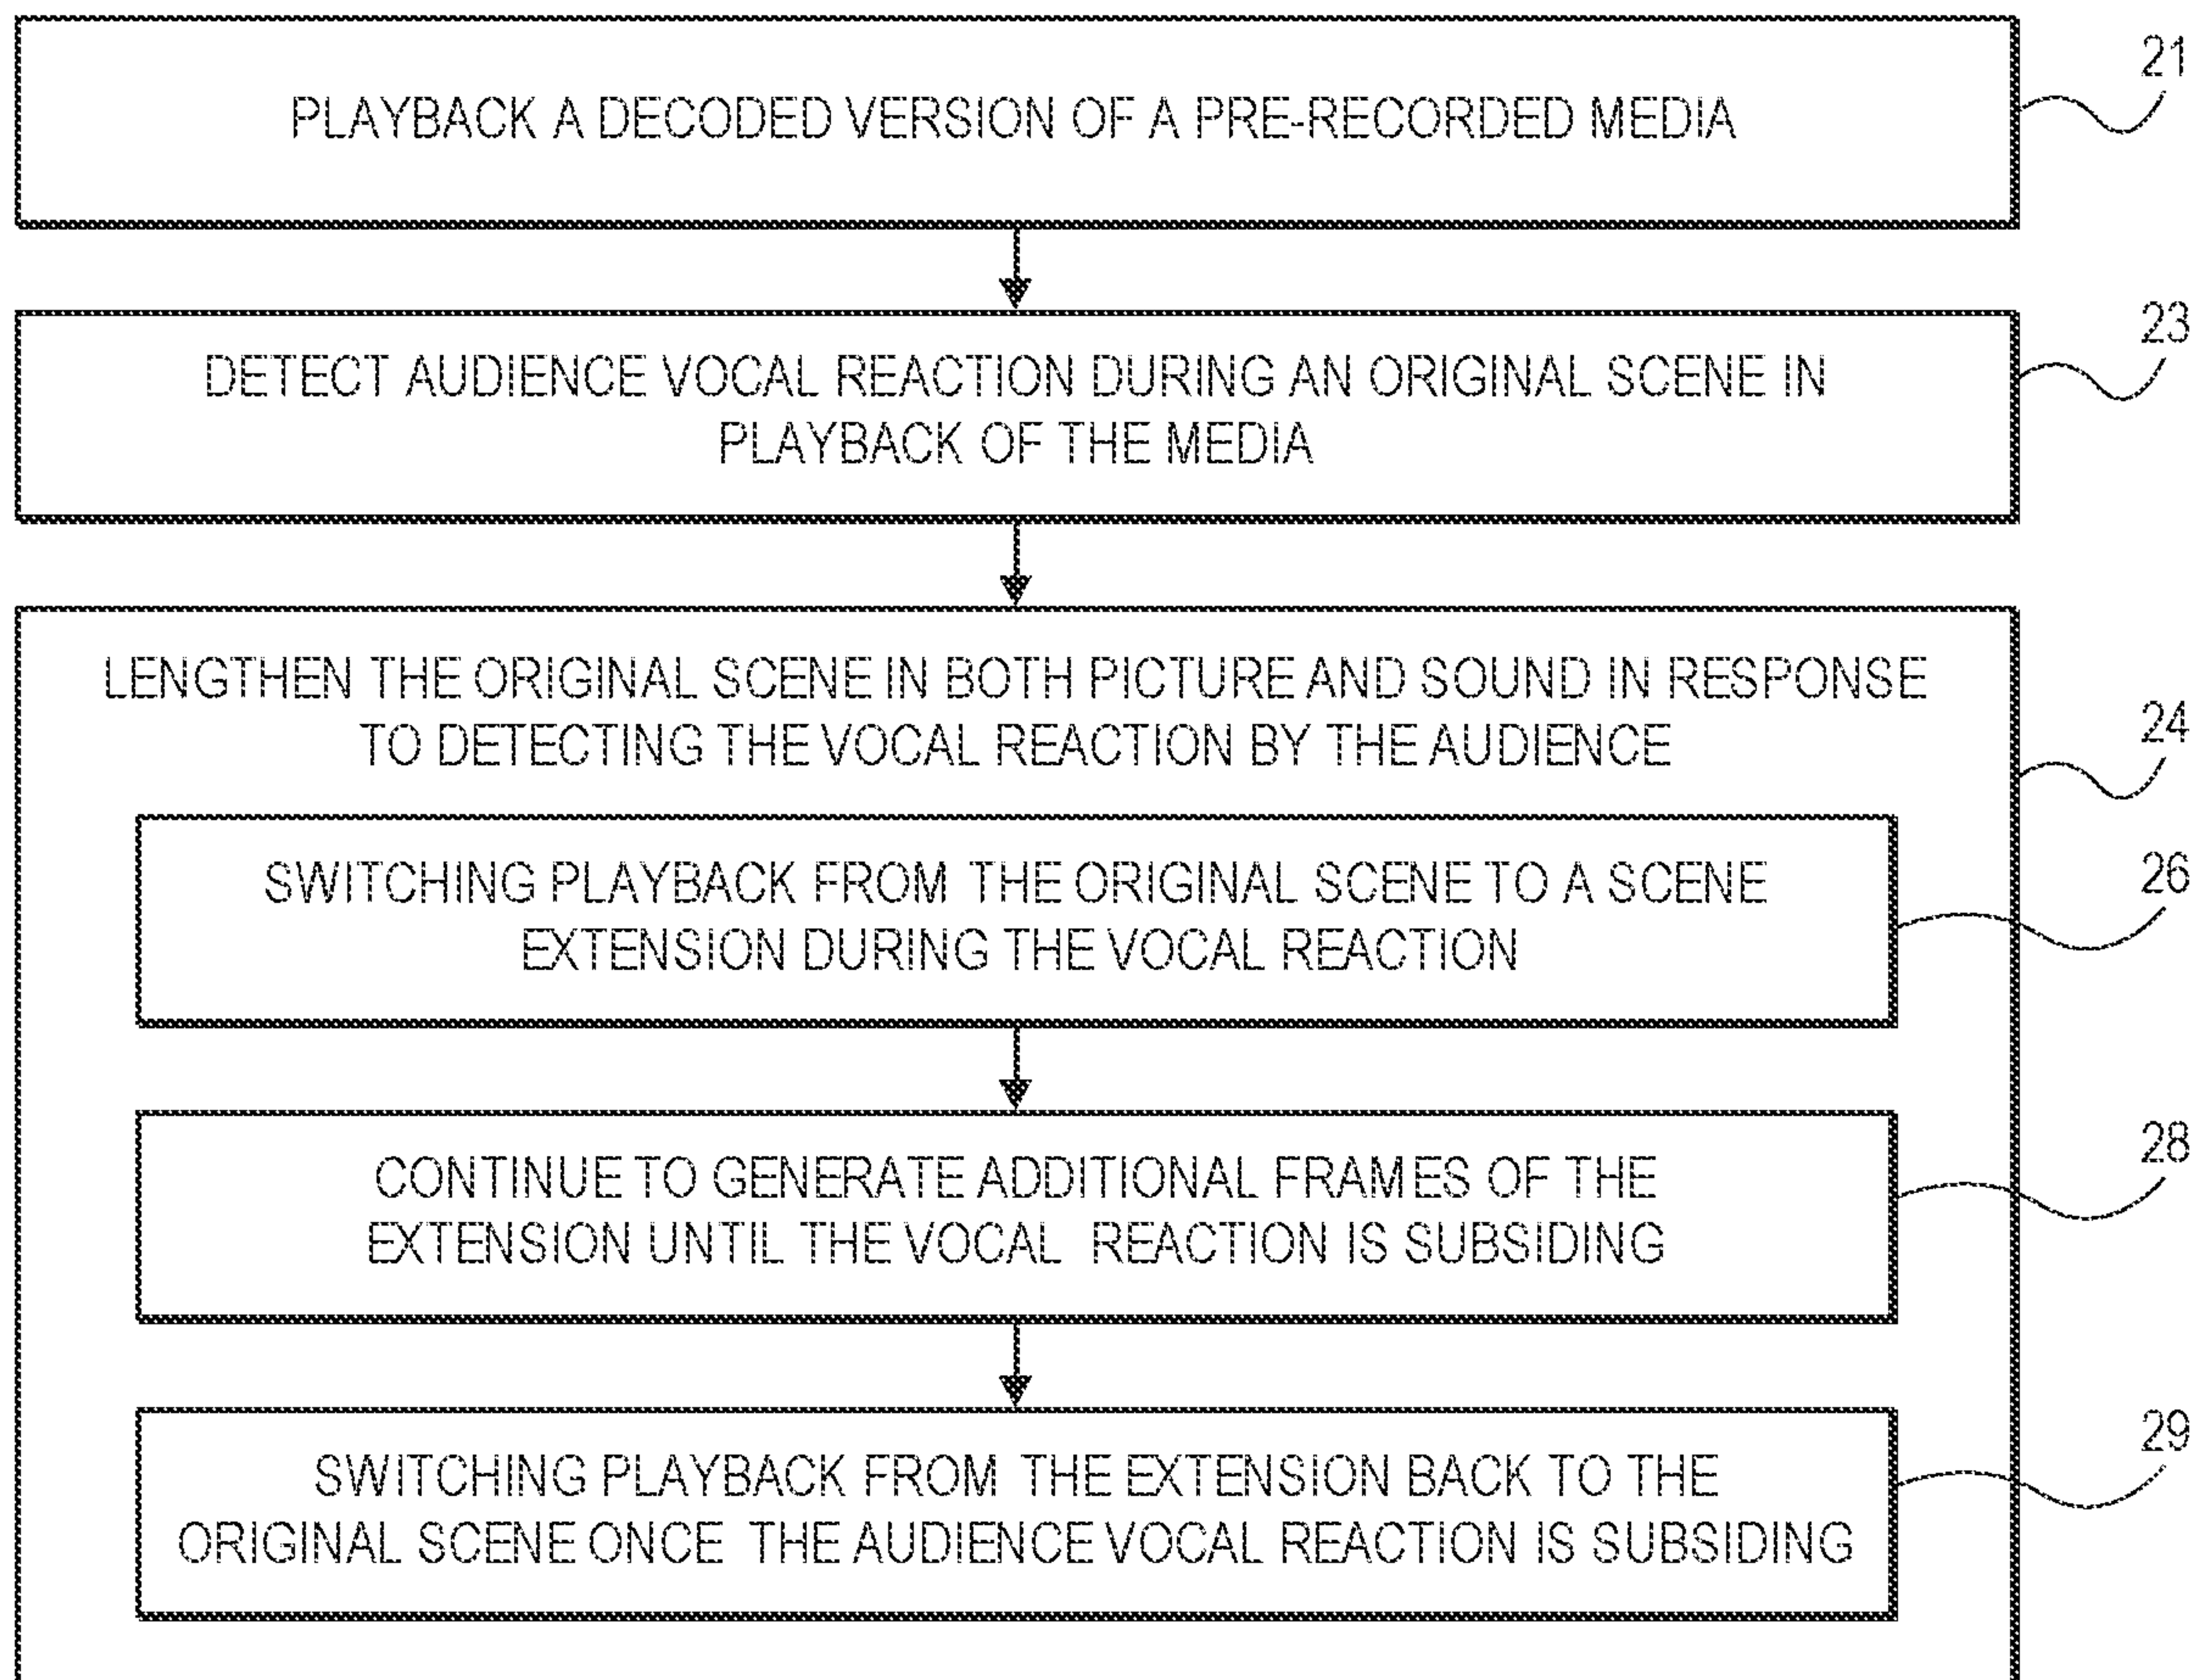 PLAYBACK A DECODED VERSION OF A PRE-RECORDED MEDIA
21
DETECT AUDIENCE VOCAL REACTION DURING AN ORIGINAL SCENE IN
PLAYBACK OF THE MEDIA
23
LENGTHEN THE ORIGINAL SCENE IN BOTH PICTURE AND SOUND IN RESPONSE
TO DETECTING THE VOCAL REACTION BY THE AUDIENCE
24
SWITCHING PLAYBACK FROM THE ORIGINAL SCENE TO A SCENE
EXTENSION DURING THE VOCAL REACTION
26
CONTINUE TO GENERATE ADDITIONAL FRAMES OF THE
EXTENSION UNTIL THE VOCAL REACTION IS SUBSIDING
28
SWITCHING PLAYBACK FROM THE EXTENSION BACK TO THE
ORIGINAL SCENE ONCE THE AUDIENCE VOCAL REACTION IS SUBSIDING
29